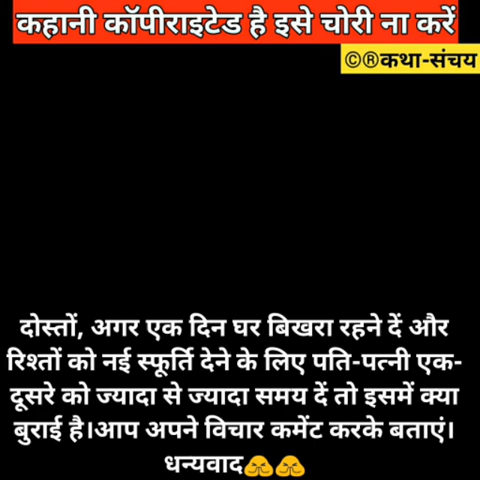 कहानी कॉपीराइटेड है इसे चोरी ना करें
©®कथा-संचय
दोस्तों, अगर एक दिन घर बिखरा रहने दें और
रिश्तों को नई स्फूर्ति देने के लिए पति-पत्नी एक-
दूसरे को ज्यादा से ज्यादा समय दें तो इसमें क्या
बुराई है।आप अपने विचार कमेंट करके बताएं।
धन्यवाद🙏🙏